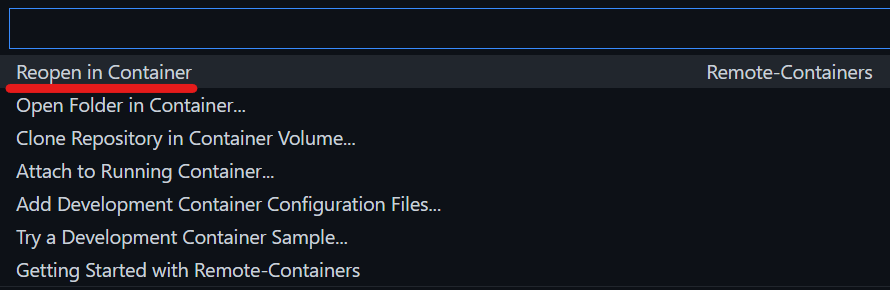 Reopen in Container Remote-Containers
Open Folder in Container...
Clone Repository in Container Volume...
Attach to Running Container...
Add Development Container Configuration Files...
Try a Development Container Sample...
Getting Started with Remote-Containers